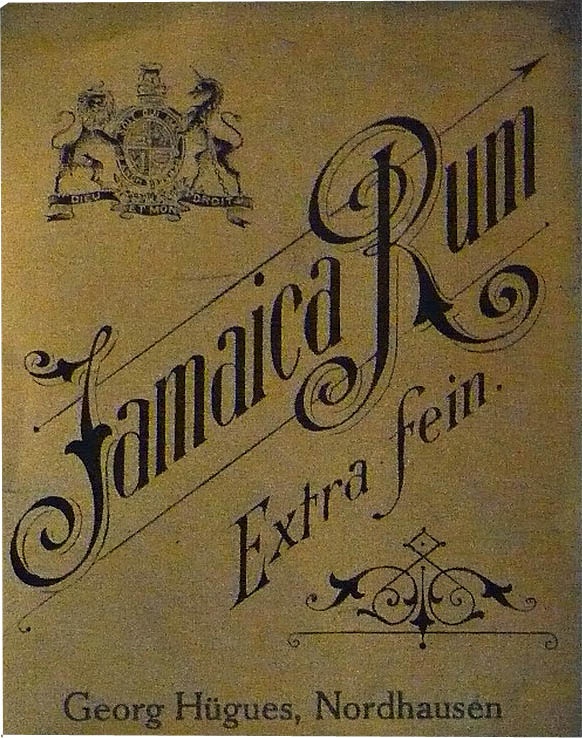 DIEU ET MON DROIT
Jamaica Rum
Extra fein.
Georg Hügues, Nordhausen